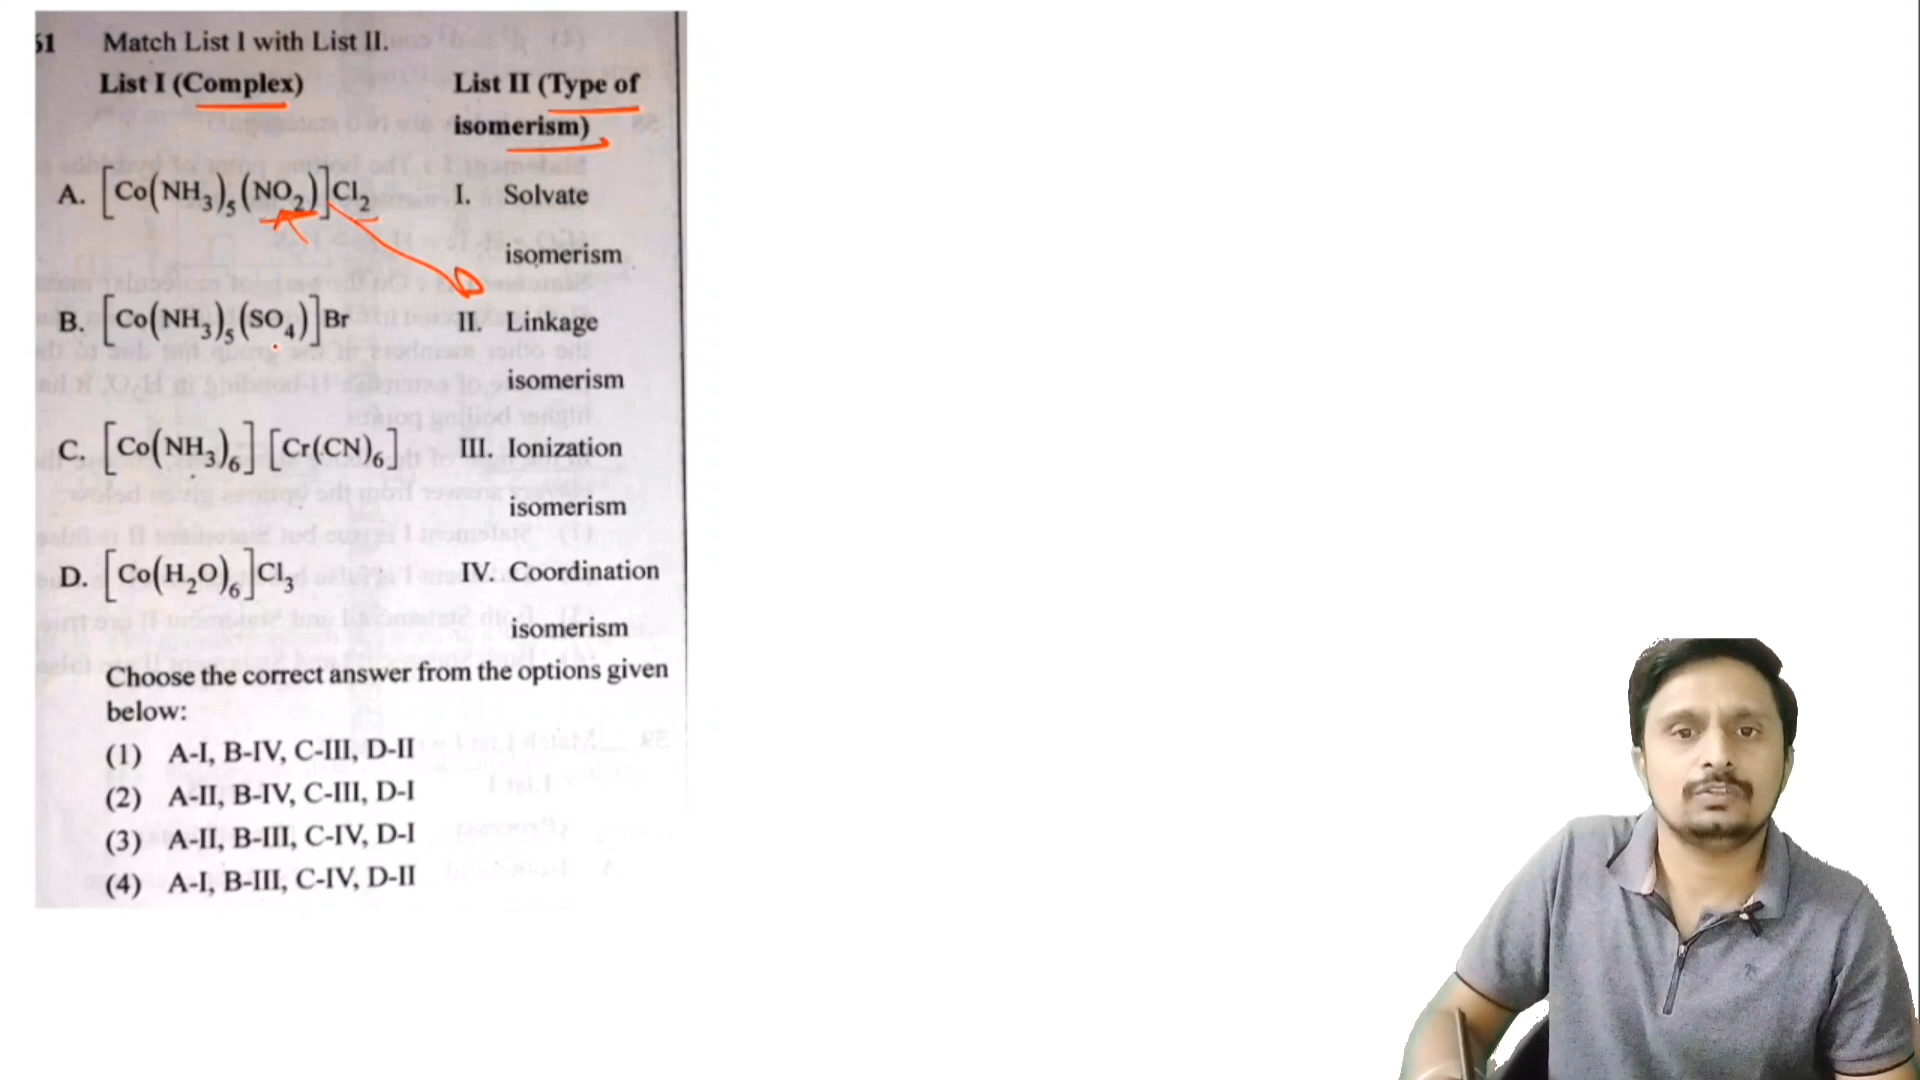 51 Match List I with List II.
List I (Complex) List II (Type of isomerism)
A. [Co(NH₃)₅(NO₂)]Cl₂ I. Solvate isomerism
B. [Co(NH₃)₅(SO₄)]Br II. Linkage isomerism
C. [Co(NH₃)₆] [Cr(CN)₆] III. Ionization isomerism
D. [Co(H₂O)₆]Cl₃ IV. Coordination isomerism
Choose the correct answer from the options given
below:
(1) A-I, B-IV, C-III, D-II
(2) A-II, B-IV, C-III, D-I
(3) A-II, B-III, C-IV, D-I
(4) A-I, B-III, C-IV, D-II